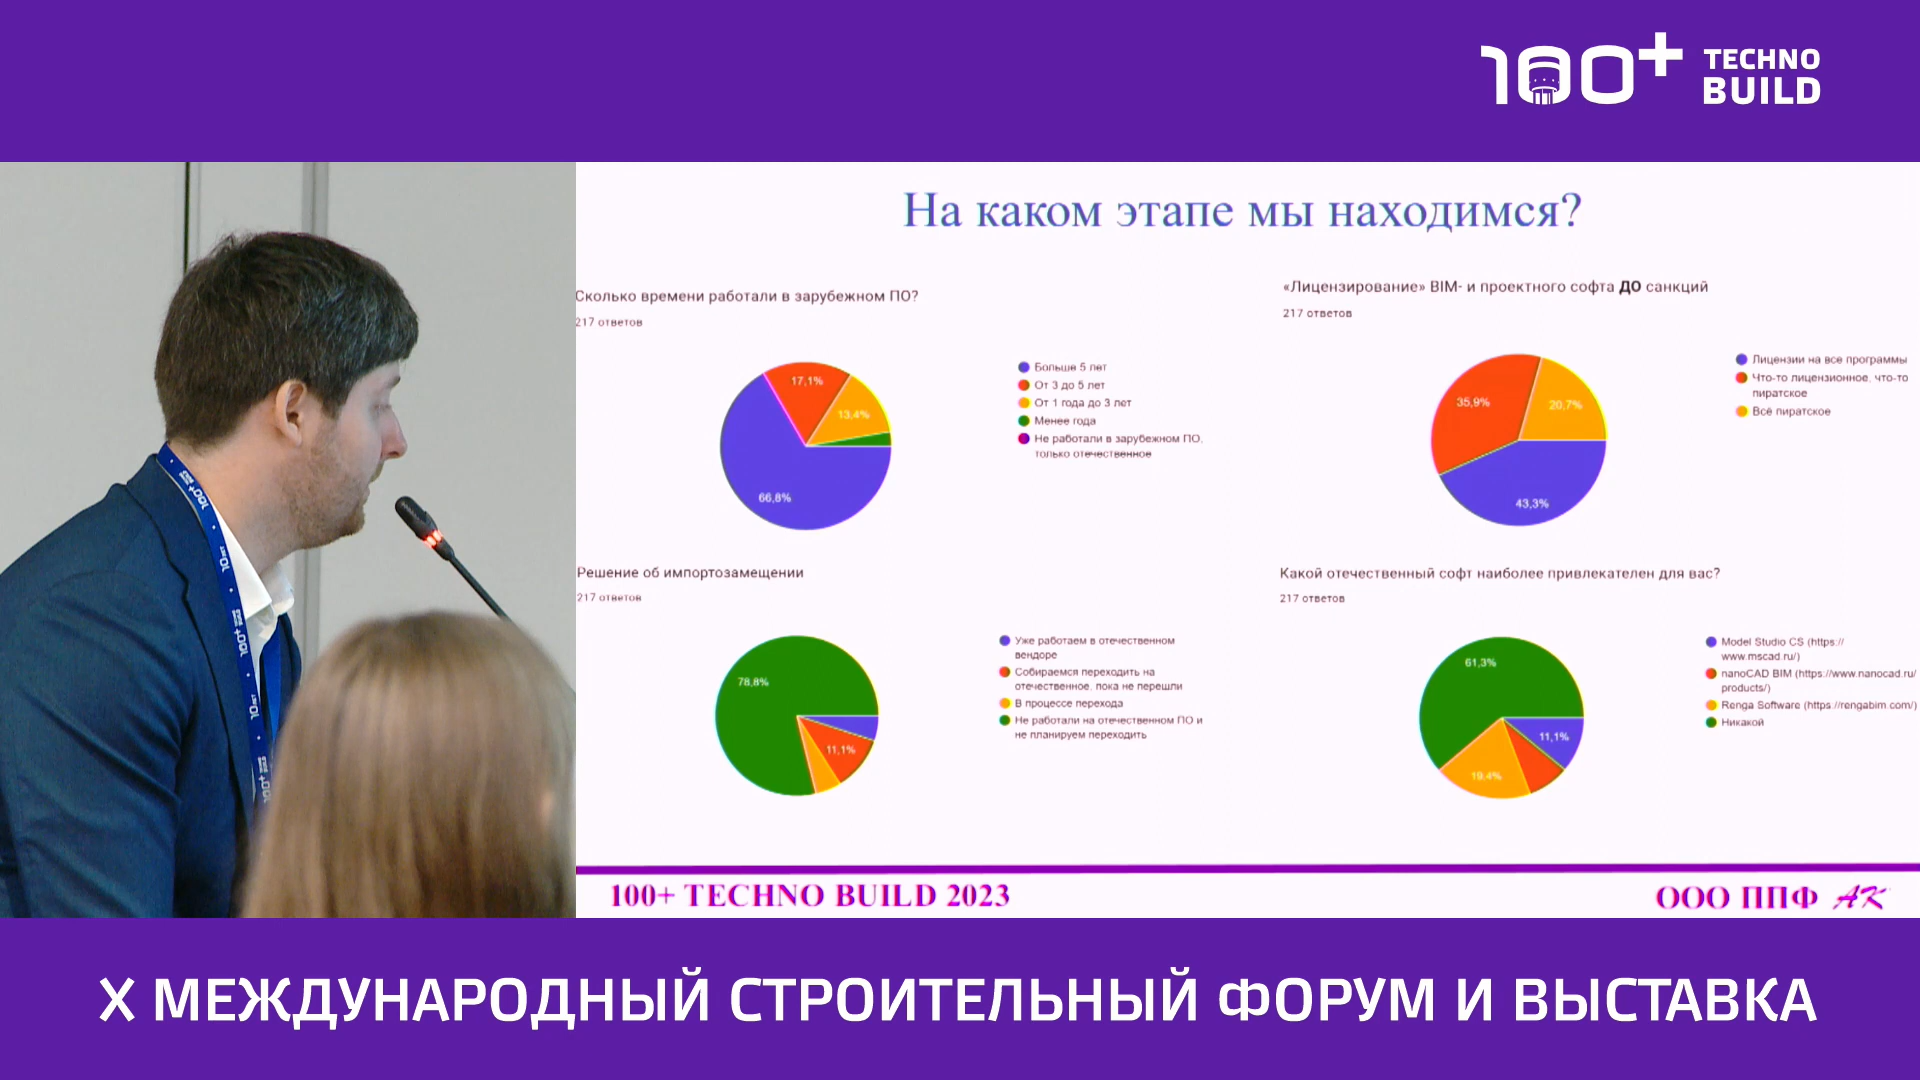 100+ TECHNO
BUILD
На каком этапе мы находимся?
Сколько времени работали в зарубежном ПО?
217 ответов
17,1%
13,4%
66,8%
Больше 5 лет
От 3 до 5 лет
От 1 года до 3 лет
Менее года
Не работали в зарубежном ПО,
только отечественное
«Лицензирование» BIM- и проектного софта ДО санкций
217 ответов
35,9%
20,7%
43,3%
Лицензии на все программы
Что-то лицензионное, что-то
пиратское
Всё пиратское
Решение об импортозамещении
217 ответов
78,8%
11,1%
Уже работаем в отечественном
вендоре
Собираемся переходить на
отечественное, пока не перешли
В процессе перехода
Не работали на отечественном ПО и
не планируем переходить
Какой отечественный софт наиболее привлекателен для вас?
217 ответов
61,3%
11,1%
19,4%
Model Studio CS (https://
www.mscad.ru/)
nanoCAD BIM (https://www.nanocad.ru/
products/)
Renga Software (https://rengabim.com/)
Никакой
100+ TECHNO BUILD 2023
ООО ППФ АК
X МЕЖДУНАРОДНЫЙ СТРОИТЕЛЬНЫЙ ФОРУМ И ВЫСТАВКА